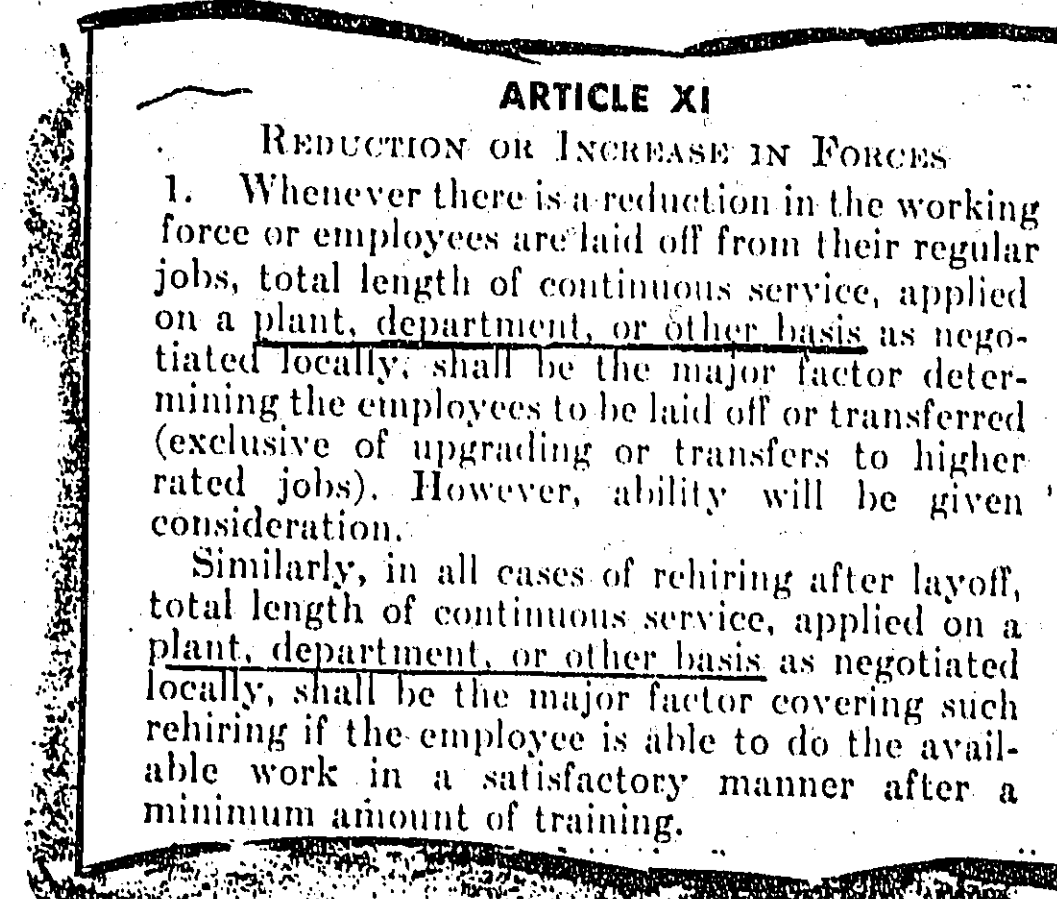 ARTICLE XI
REDUCTION OR INCREASE IN FORCES
1. Whenever there is a reduction in the working
force or employees are laid off from their regular
jobs, total length of continuous service, applied
on a plant, department, or other basis as nego-
tiated locally, shall be the major factor deter-
mining the employees to be laid off or transferred
(exclusive of upgrading or transfers to higher
rated jobs). However, ability will be given
consideration.
Similarly, in all cases of rehiring after layoff,
total length of continuous service, applied on a
plant, department, or other basis as negotiated
locally, shall be the major factor covering such
rehiring if the employee is able to do the avail-
able work in a satisfactory manner after a
minimum amount of training.